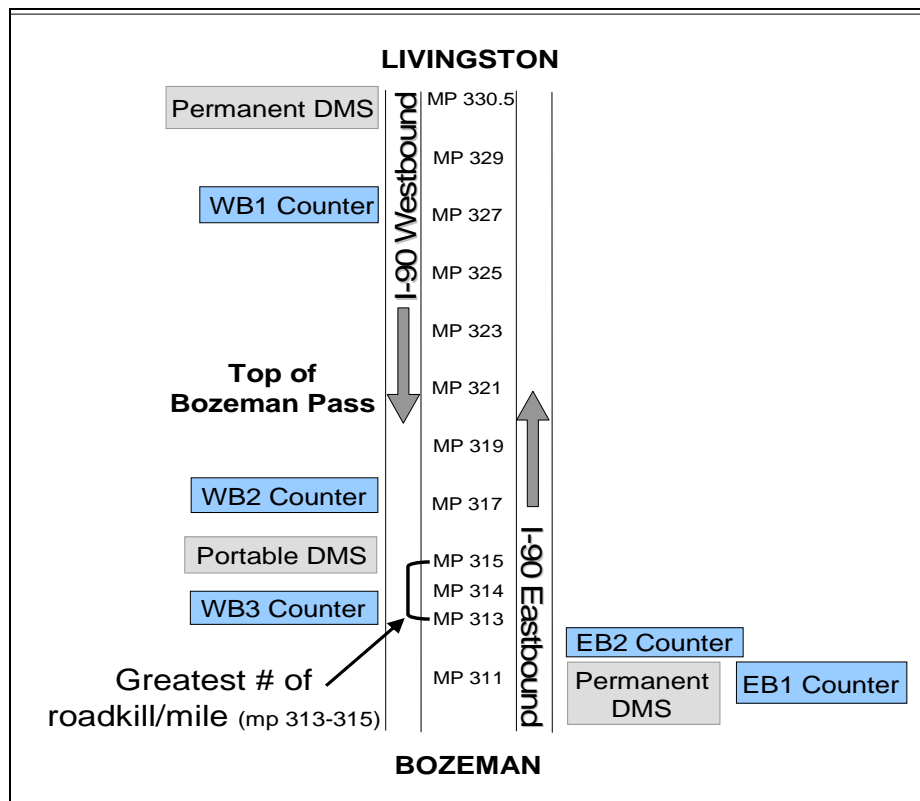 LIVINGSTON
Permanent DMS
MP 330.5
I-90 Westbound
MP 329
WB1 Counter
MP 327
MP 325
MP 323
Top of
Bozeman Pass
MP 321
MP 319
WB2 Counter
MP 317
I-90 Eastbound
Portable DMS
MP 315
MP 314
WB3 Counter
MP 313
EB2 Counter
Greatest # of
roadkill/mile (mp 313-315)
MP 311
Permanent
DMS
EB1 Counter
BOZEMAN